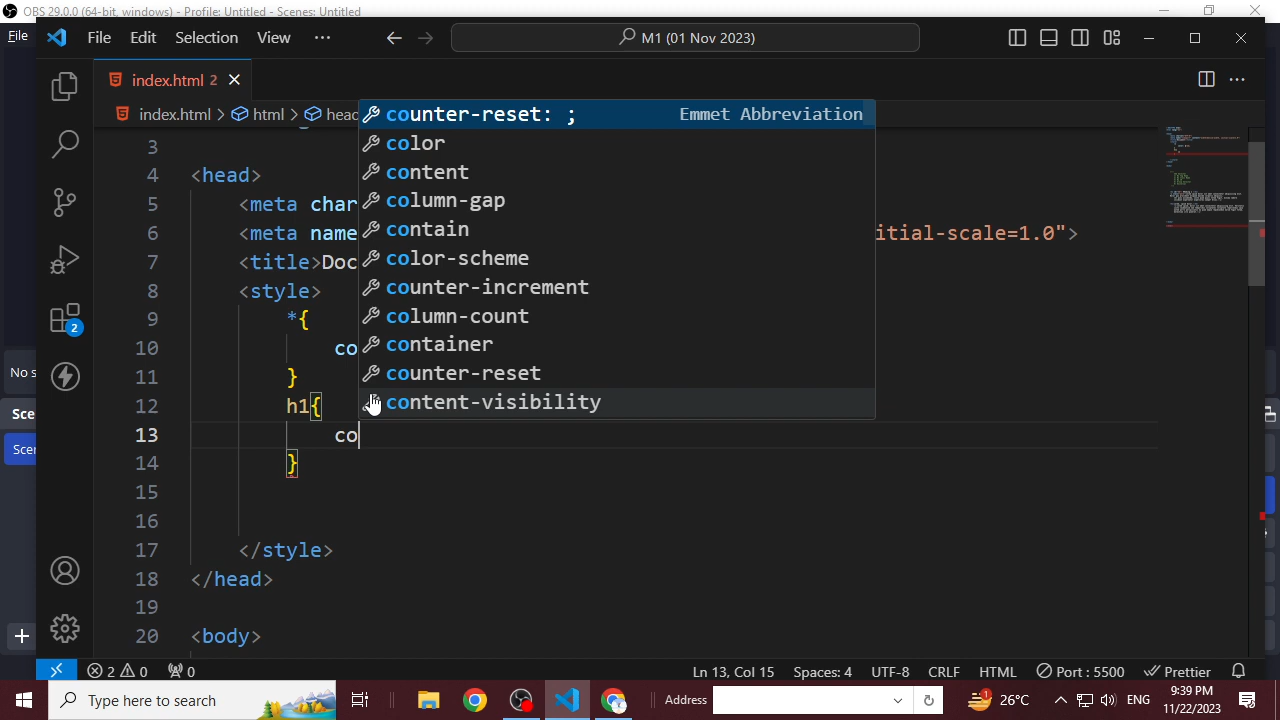 OBS 29.0.0 (64-bit, windows) - Profile: Untitled - Scenes: Untitled
File
File Edit Selection View ···
M1 (01 Nov 2023)
index.html 2
index.html > html > head
counter-reset: ; Emmet Abbreviation
color
content
column-gap
contain
color-scheme
counter-increment
column-count
container
counter-reset
content-visibility
3
4 <head>
5 <meta char
6 <meta name itial-scale=1.0">
7 <title>Doc
8 <style>
9 *{
10 co
11 }
12 h1{
13 co
14 }
15
16
17 </style>
18 </head>
19
20 <body>
2
No s
Sce
Scen
2 0 0
Ln 13, Col 15 Spaces: 4 UTF-8 CRLF HTML Port : 5500 Prettier
Type here to search
Address
1
26°C
ENG
9:39 PM
11/22/2023